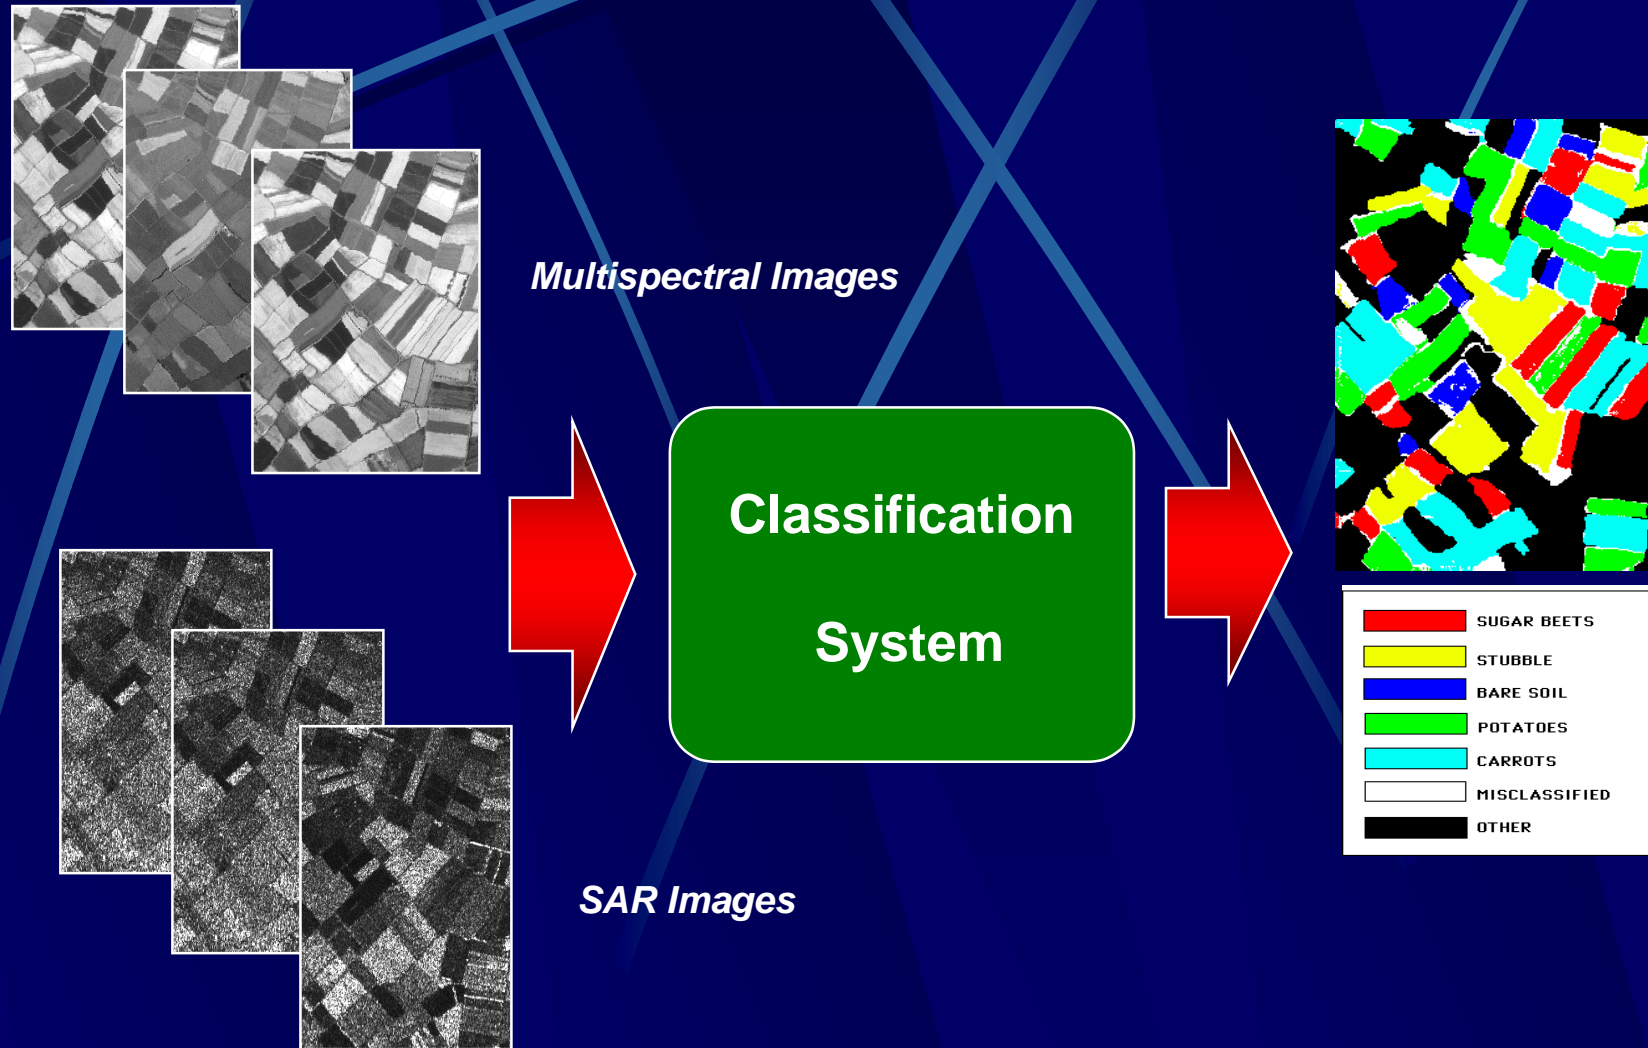 Multispectral Images
Classification
System
SAR Images
SUGAR BEETS
STUBBLE
BARE SOIL
POTATOES
CARROTS
MISCLASSIFIED
OTHER